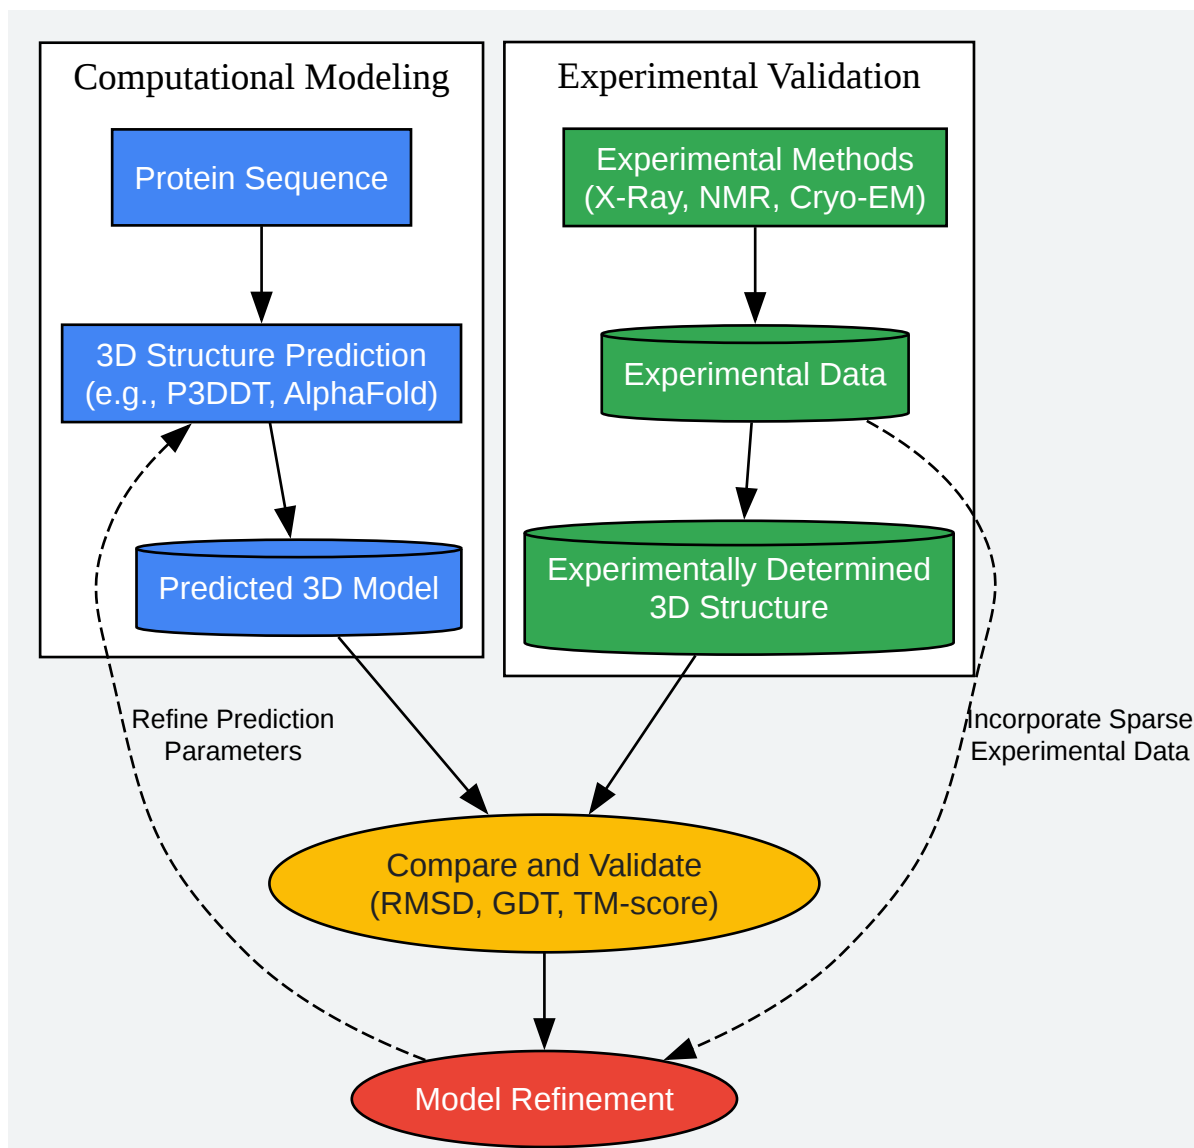 Computational Modeling
Protein Sequence
3D Structure Prediction
(e.g., P3DDT, AlphaFold)
Predicted 3D Model
Experimental Validation
Experimental Methods
(X-Ray, NMR, Cryo-EM)
Experimental Data
Experimentally Determined
3D Structure
Refine Prediction
Parameters
Incorporate Sparse
Experimental Data
Compare and Validate
(RMSD, GDT, TM-score)
Model Refinement